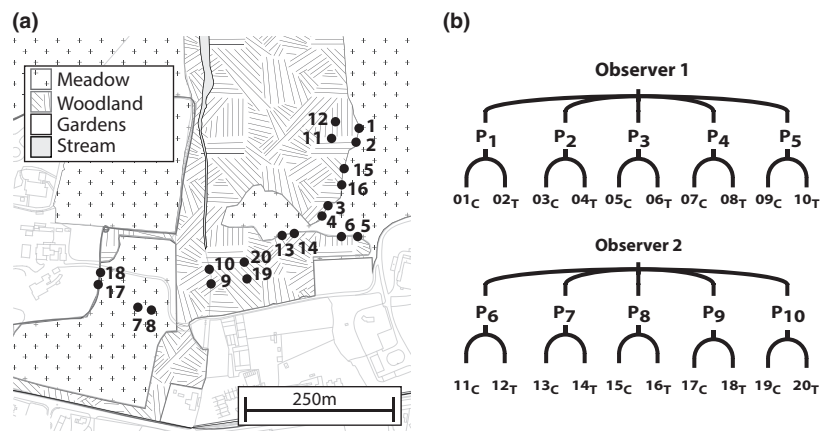 (a)
Meadow
Woodland
Gardens
Stream
12
1
11
2
15
16
3
4
6 5
13 14
10 20
9 19
18
17
7 8
250m
(b)
Observer 1
P1 P2 P3 P4 P5
01C 02T 03C 04T 05C 06T 07C 08T 09C 10T
Observer 2
P6 P7 P8 P9 P10
11C 12T 13C 14T 15C 16T 17C 18T 19C 20T